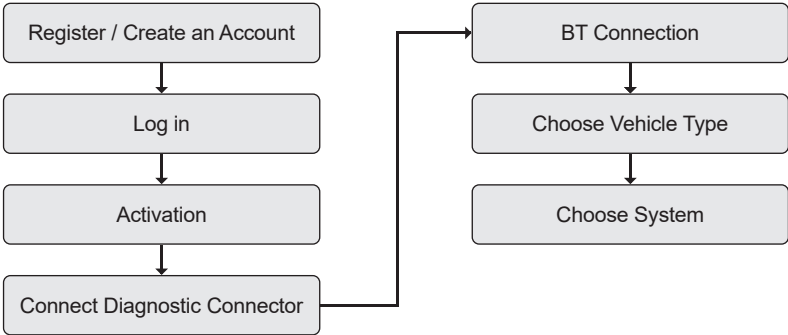 Register / Create an Account
Log in
Activation
Connect Diagnostic Connector
BT Connection
Choose Vehicle Type
Choose System